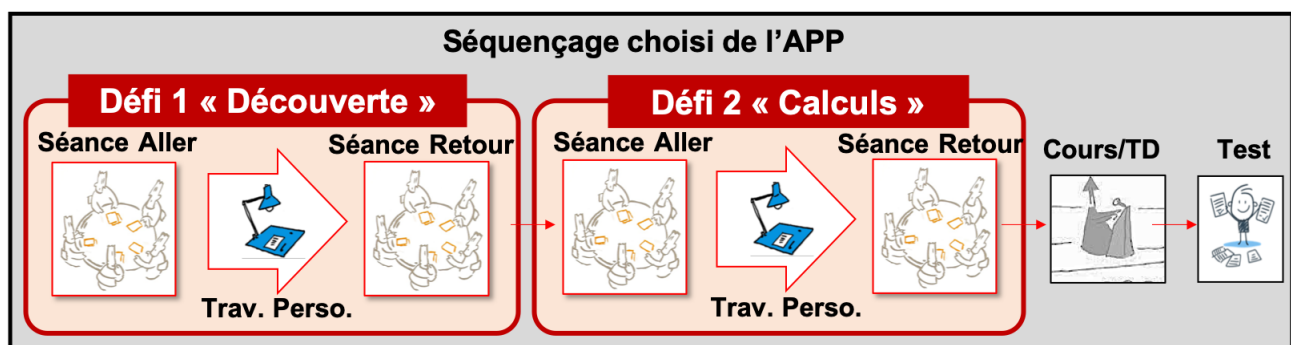 Séquençage choisi de l’APP
Défi 1 « Découverte »
Séance Aller
Séance Retour
Trav. Perso.
Défi 2 « Calculs »
Séance Aller
Séance Retour
Trav. Perso.
Cours/TD
Test